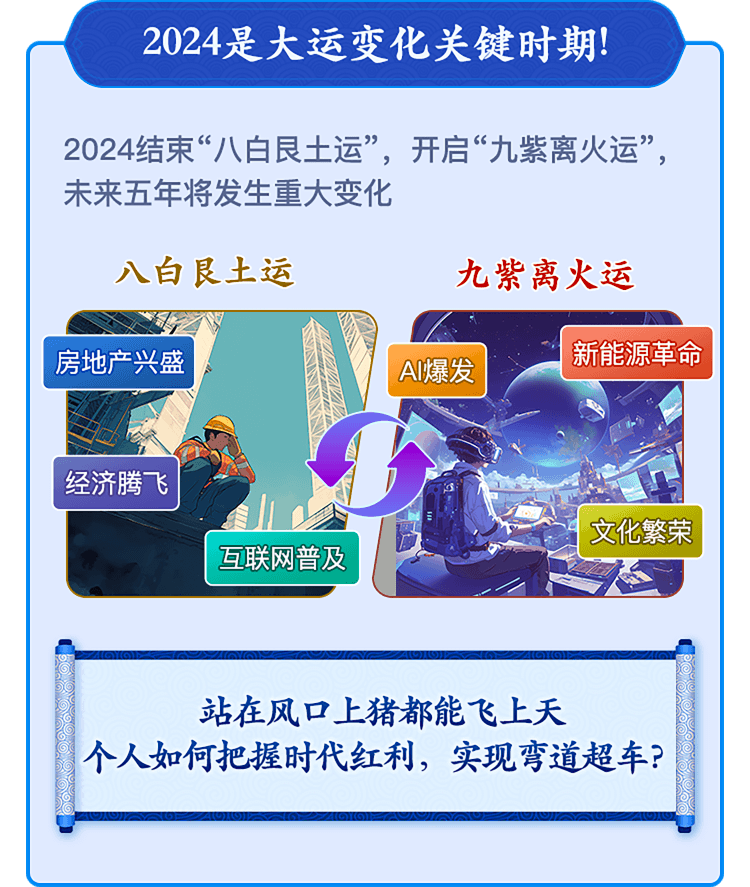 2024是大运变化关键时期!
2024结束“八白艮土运”，开启“九紫离火运”，
未来五年将发生重大变化
八白艮土运
九紫离火运
房地产兴盛
经济腾飞
互联网普及
AI爆发
新能源革命
文化繁荣
站在风口上猪都能飞上天
个人如何把握时代红利，实现弯道超车?